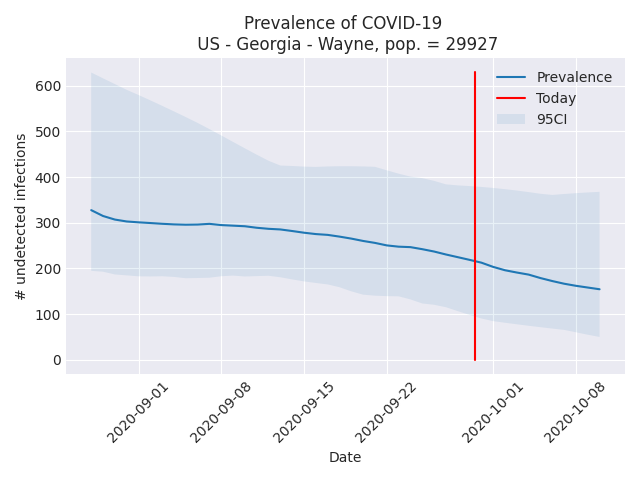 Prevalence of COVID-19
US - Georgia - Wayne, pop. = 29927
Prevalence
Today
95CI
# undetected infections
600
500
400
300
200
100
0
2020-09-01
2020-09-08
2020-09-15
2020-09-22
2020-10-01
2020-10-08
Date